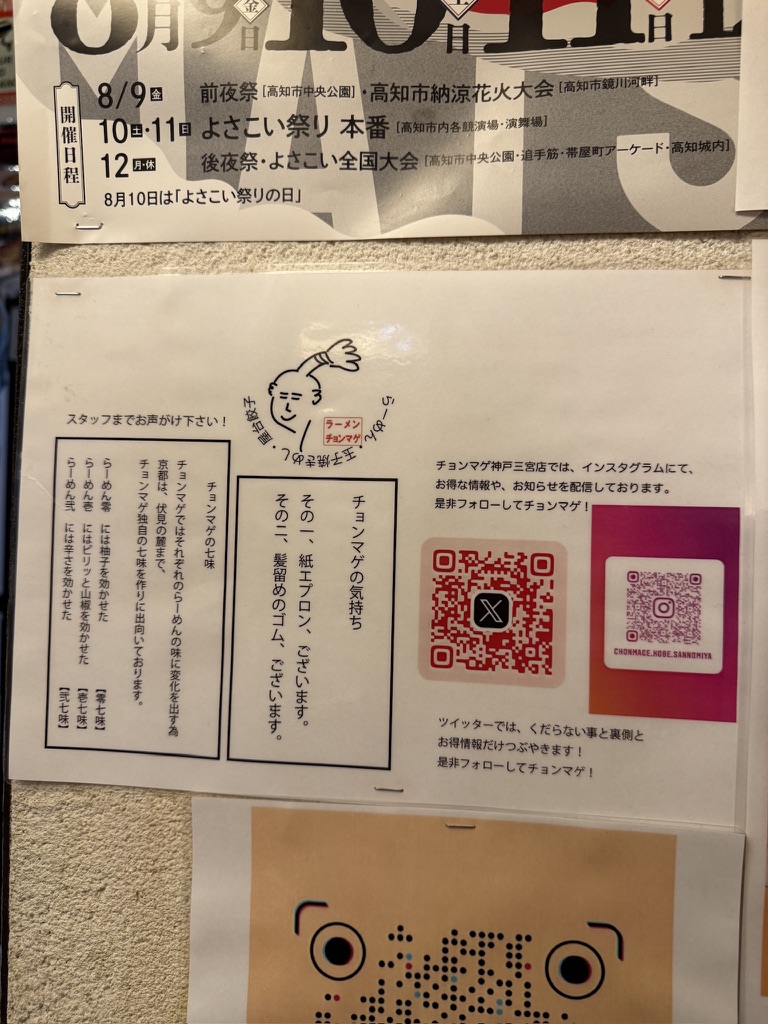 8月9日金10日土11日日12
開催日程
8/9金 前夜祭[高知市中央公園]・高知市納涼花火大会[高知市鏡川河畔]
10土・11日 よさこい祭り 本番[高知市内各競演場・演舞場]
12月・休 後夜祭・よさこい全国大会[高知市中央公園・追手筋・帯屋町アーケード・高知城内]
8月10日は「よさこい祭りの日」
屋台餃子・玉子焼きめし・らーめん
ラーメン
チョンマゲ
チョンマゲ神戸三宮店では、インスタグラムにて、
お得な情報や、お知らせを配信しております。
是非フォローしてチョンマゲ！
CHONMAGE.KOBE.SANNOMIYA
ツイッターでは、くだらない事と裏側と
お得情報だけつぶやきます！
是非フォローしてチョンマゲ！
チョンマゲの気持ち
その一、紙エプロン、ございます。
その二、髪留めのゴム、ございます。
スタッフまでお声がけ下さい！
チョンマゲの七味
チョンマゲではそれぞれのらーめんの味に変化を出す為
京都は、伏見の麓まで、
チョンマゲ独自の七味を作りに出向いております。
らーめん零 には柚子を効かせた 【零七味】
らーめん壱 にはピリッと山椒を効かせた 【壱七味】
らーめん弐 には辛さを効かせた 【弐七味】